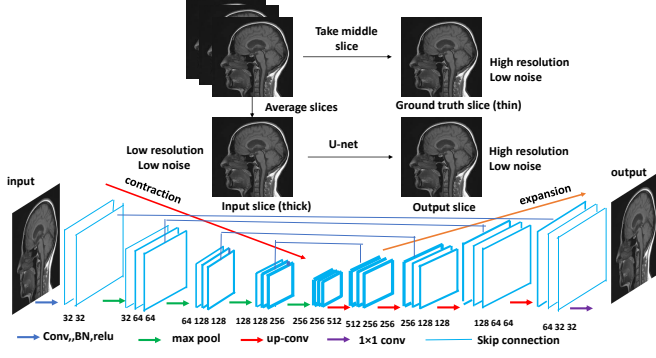 Take middle
slice
High resolution
Low noise
Ground truth slice (thin)
Average slices
Low resolution
Low noise
U-net
High resolution
Low noise
Input slice (thick)
Output slice
input
contraction
expansion
output
32 32
32 64 64
64 128 128
128 128 256
256 256 512
512 256 256
256 128 128
128 64 64
64 32 32
Conv,,BN,relu
max pool
up-conv
1×1 conv
Skip connection